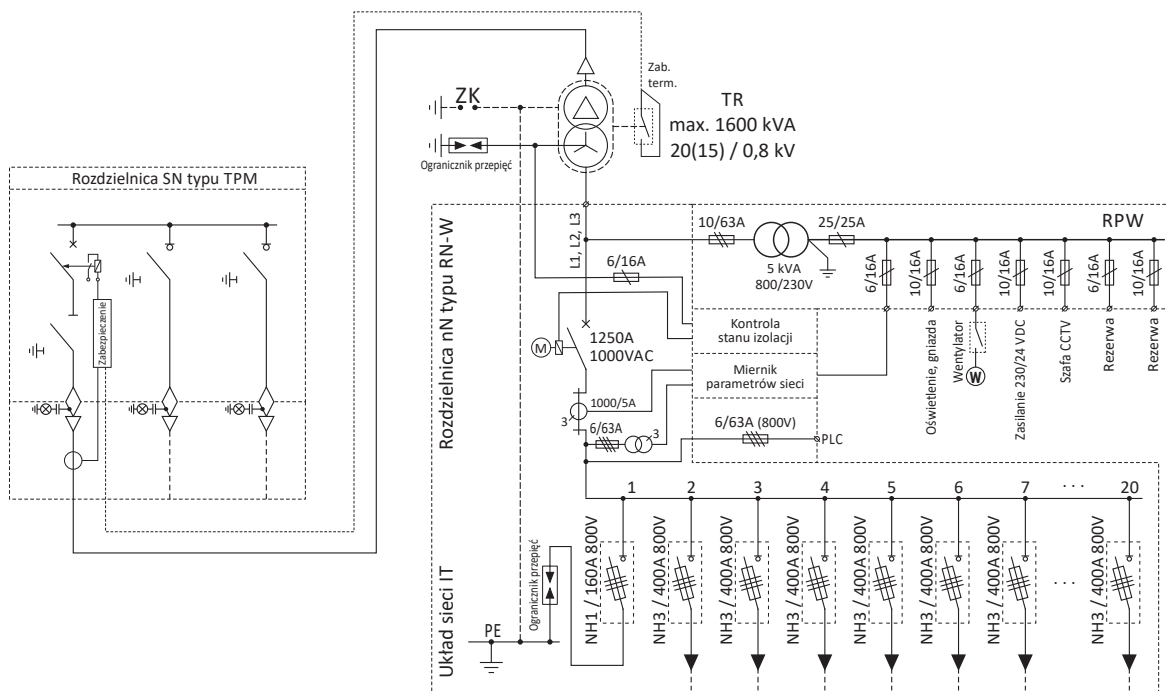 ZK
Ogranicznik przepięć
Zab.
term.
TR
max. 1600 kVA
20(15) / 0,8 kV
Rozdzielnica SN typu TPM
Zabezpieczenie
Rozdzielnica nN typu RN-W
Układ sieci IT
L1, L2, L3
10/63A
25/25A
RPW
5 kVA
800/230V
6/16A
6/16A
10/16A
6/16A
10/16A
10/16A
6/16A
10/16A
Oświetlenie, gniazda
Wentylator
W
Zasilanie 230/24 VDC
Szafa CCTV
Rezerwa
Rezerwa
Kontrola
stanu izolacji
M
1250A
1000VAC
Miernik
parametrów sieci
1000/5A
3
6/63A
3
6/63A (800V)
PLC
1
2
3
4
5
6
7
· · ·
20
NH1 / 160A 800V
NH3 / 400A 800V
NH3 / 400A 800V
NH3 / 400A 800V
NH3 / 400A 800V
NH3 / 400A 800V
NH3 / 400A 800V
· · ·
NH3 / 400A 800V
Ogranicznik przepięć
PE